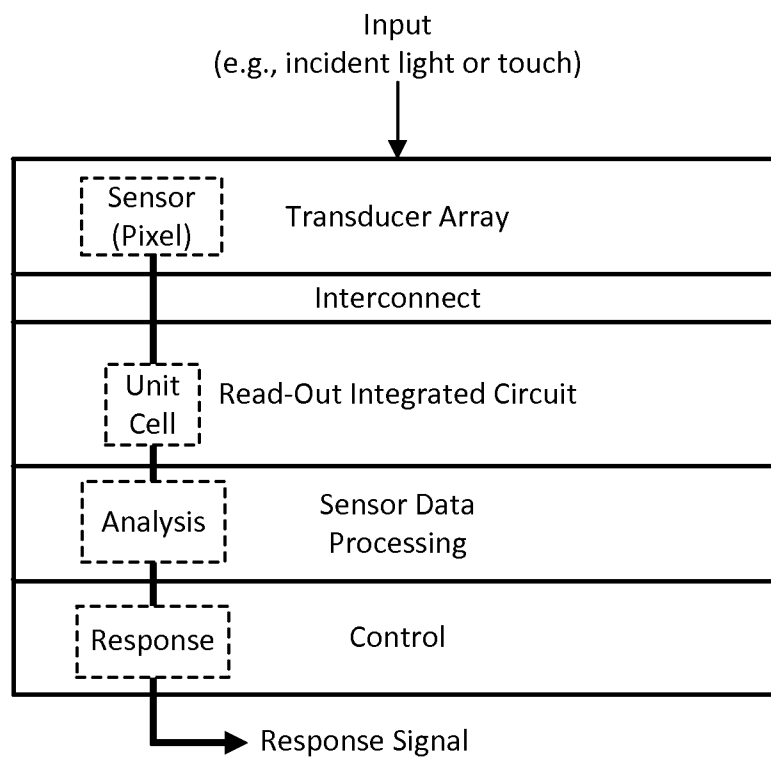 Input
(e.g., incident light or touch)
Sensor
(Pixel)
Transducer Array
Interconnect
Unit
Cell
Read-Out Integrated Circuit
Analysis
Sensor Data
Processing
Response
Control
Response Signal